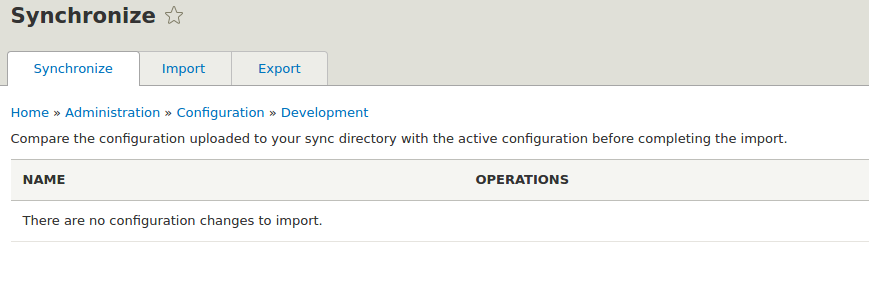 Synchronize
Synchronize Import Export
Home » Administration » Configuration » Development
Compare the configuration uploaded to your sync directory with the active configuration before completing the import.
NAME OPERATIONS
There are no configuration changes to import.